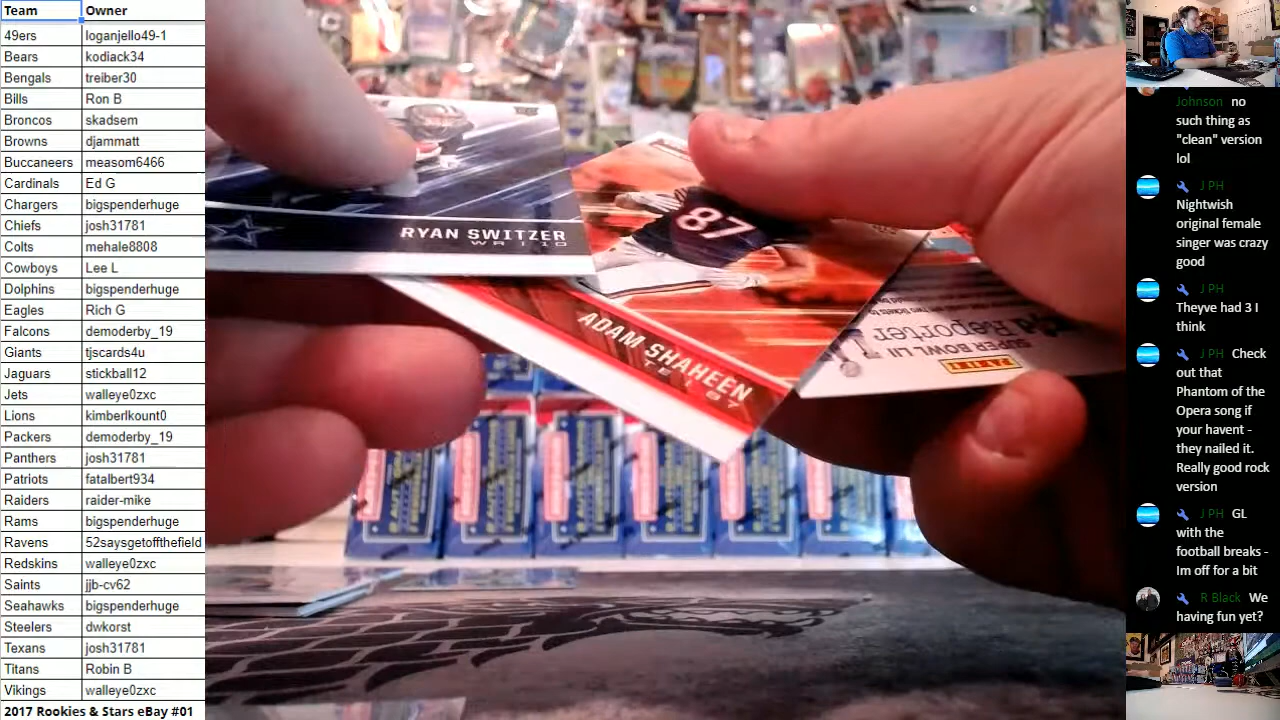 Team Owner
49ers loganjello49-1
Bears kodiack34
Bengals treiber30
Bills Ron B
Broncos skadsem
Browns djammatt
Buccaneers measom6466
Cardinals Ed G
Chargers bigspenderhuge
Chiefs josh31781
Colts mehale8808
Cowboys Lee L
Dolphins bigspenderhuge
Eagles Rich G
Falcons demoderby_19
Giants tjscards4u
Jaguars stickball12
Jets walleye0zxc
Lions kimberlkount0
Packers demoderby_19
Panthers josh31781
Patriots fatalbert934
Raiders raider-mike
Rams bigspenderhuge
Ravens 52saysgetoffthefield
Redskins walleye0zxc
Saints jjb-cv62
Seahawks bigspenderhuge
Steelers dwkorst
Texans josh31781
Titans Robin B
Vikings walleye0zxc
2017 Rookies & Stars eBay #01
RYAN SWITZER
WR | 10
87
ADAM SHAHEEN
TE | 87
SUPER BOWL LII
PANINI
Johnson no
such thing as
"clean" version
lol
J PH
Nightwish
original female
singer was crazy
good
J PH
Theyve had 3 I
think
J PH Check
out that
Phantom of the
Opera song if
your havent -
they nailed it.
Really good rock
version
J PH GL
with the
football breaks -
Im off for a bit
R Black We
having fun yet?